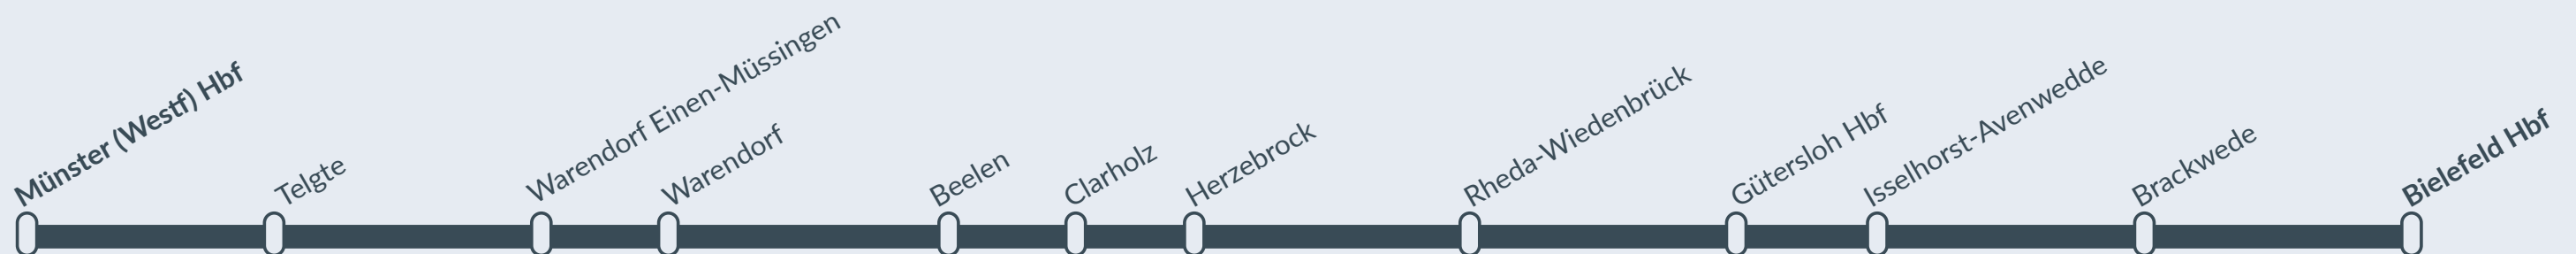 Münster (Westf) Hbf
Telgte
Warendorf Einen-Müssingen
Warendorf
Beelen
Clarholz
Herzebrock
Rheda-Wiedenbrück
Gütersloh Hbf
Isselhorst-Avenwedde
Brackwede
Bielefeld Hbf